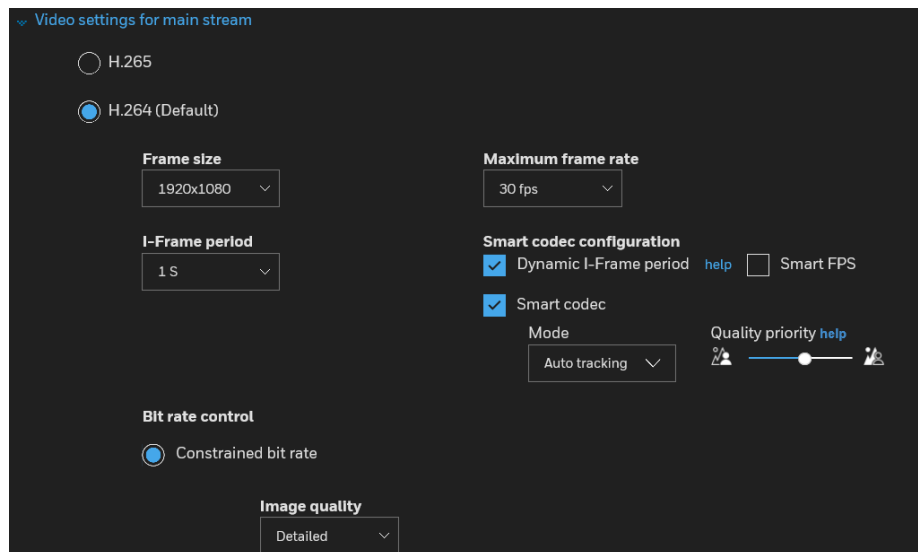 Video settings for main stream
H.265
H.264 (Default)
Frame size
Maximum frame rate
1920x1080
30 fps
I-Frame period
Smart codec configuration
1 S
Dynamic I-Frame period help Smart FPS
Smart codec
Mode
Quality priority help
Auto tracking
Bit rate control
Constrained bit rate
Image quality
Detailed